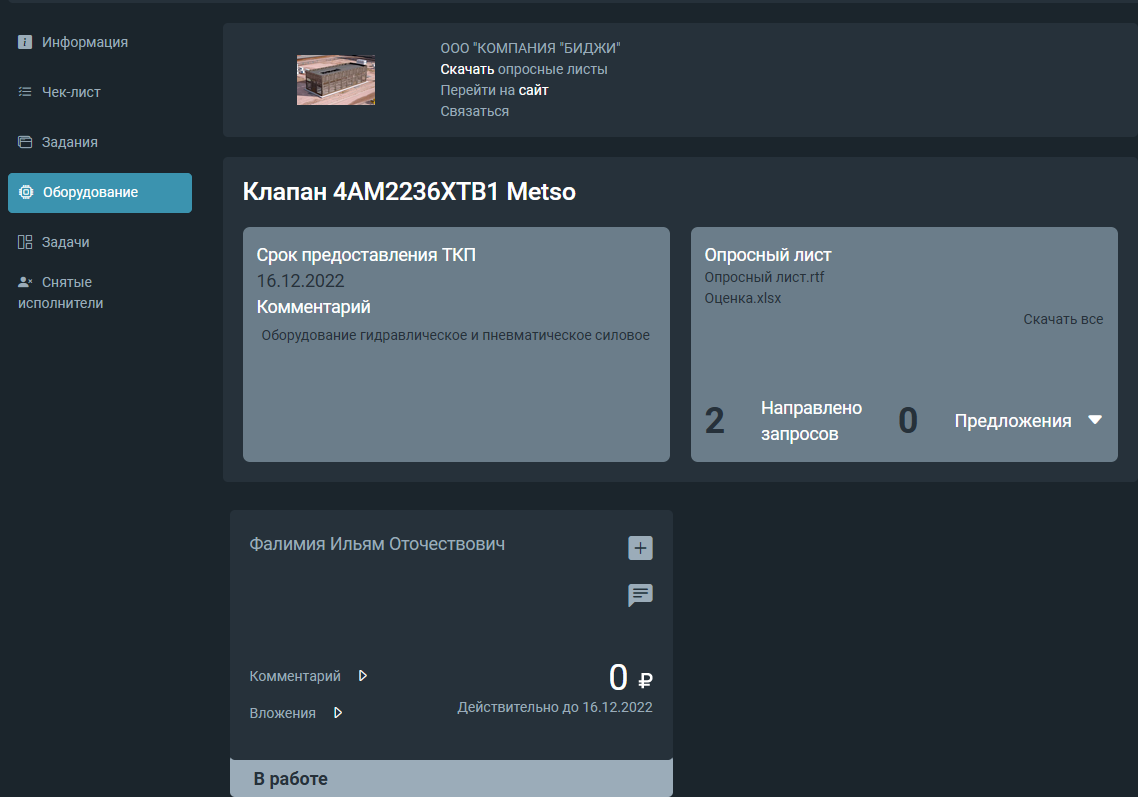 Информация
Чек-лист
Задания
Оборудование
Задачи
Снятые
исполнители
ООО "КОМПАНИЯ "БИДЖИ"
Скачать опросные листы
Перейти на сайт
Связаться
Клапан 4AM2236XTB1 Metso
Срок предоставления ТКП
16.12.2022
Комментарий
Оборудование гидравлическое и пневматическое силовое
Опросный лист
Опросный лист.rtf
Оценка.xlsx
Скачать все
2 Направлено
запросов
0 Предложения
Фалимия Ильям Оточествович
Комментарий
Вложения
0 ₽
Действительно до 16.12.2022
В работе